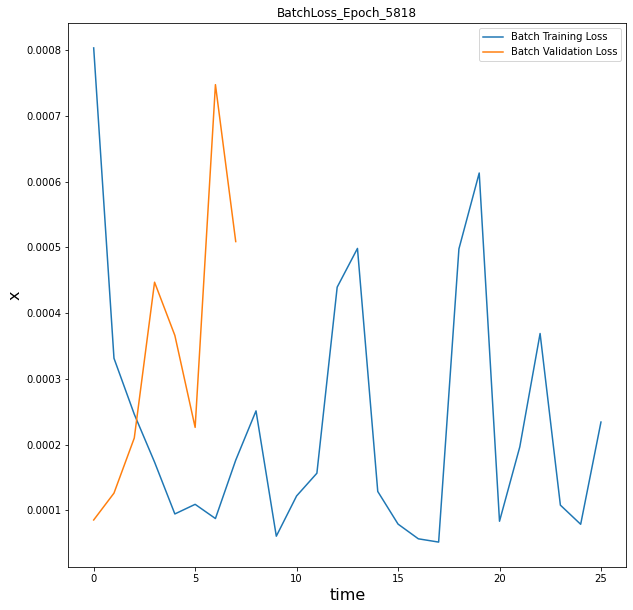 BatchLoss_Epoch_5818
Batch Training Loss
Batch Validation Loss
0.0008
0.0007
0.0006
0.0005
0.0004
0.0003
0.0002
0.0001
x
0 5 10 15 20 25
time